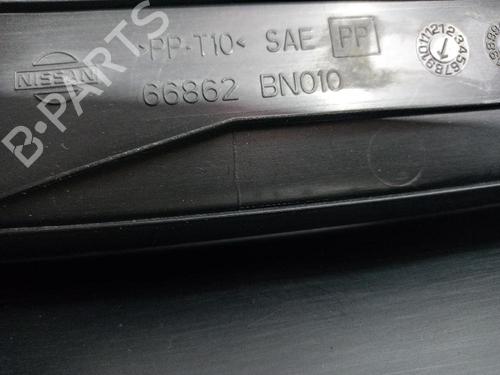 >PP-T10< SAE PP
NISSAN
66862 BN010
B-PARTS